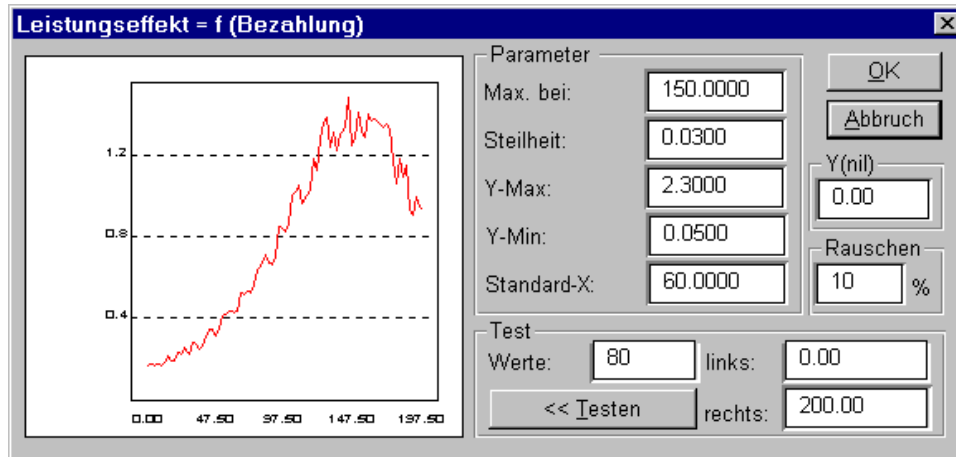 Leistungseffekt = f (Bezahlung)
1.2
0.8
0.4
0.00 47.50 97.50 147.50 197.50
Parameter
Max. bei: 150.0000
Steilheit: 0.0300
Y-Max: 2.3000
Y-Min: 0.0500
Standard-X: 60.0000
OK
Abbruch
Y(nil)
0.00
Rauschen
10 %
Test
Werte: 80 links: 0.00
<< Testen rechts: 200.00